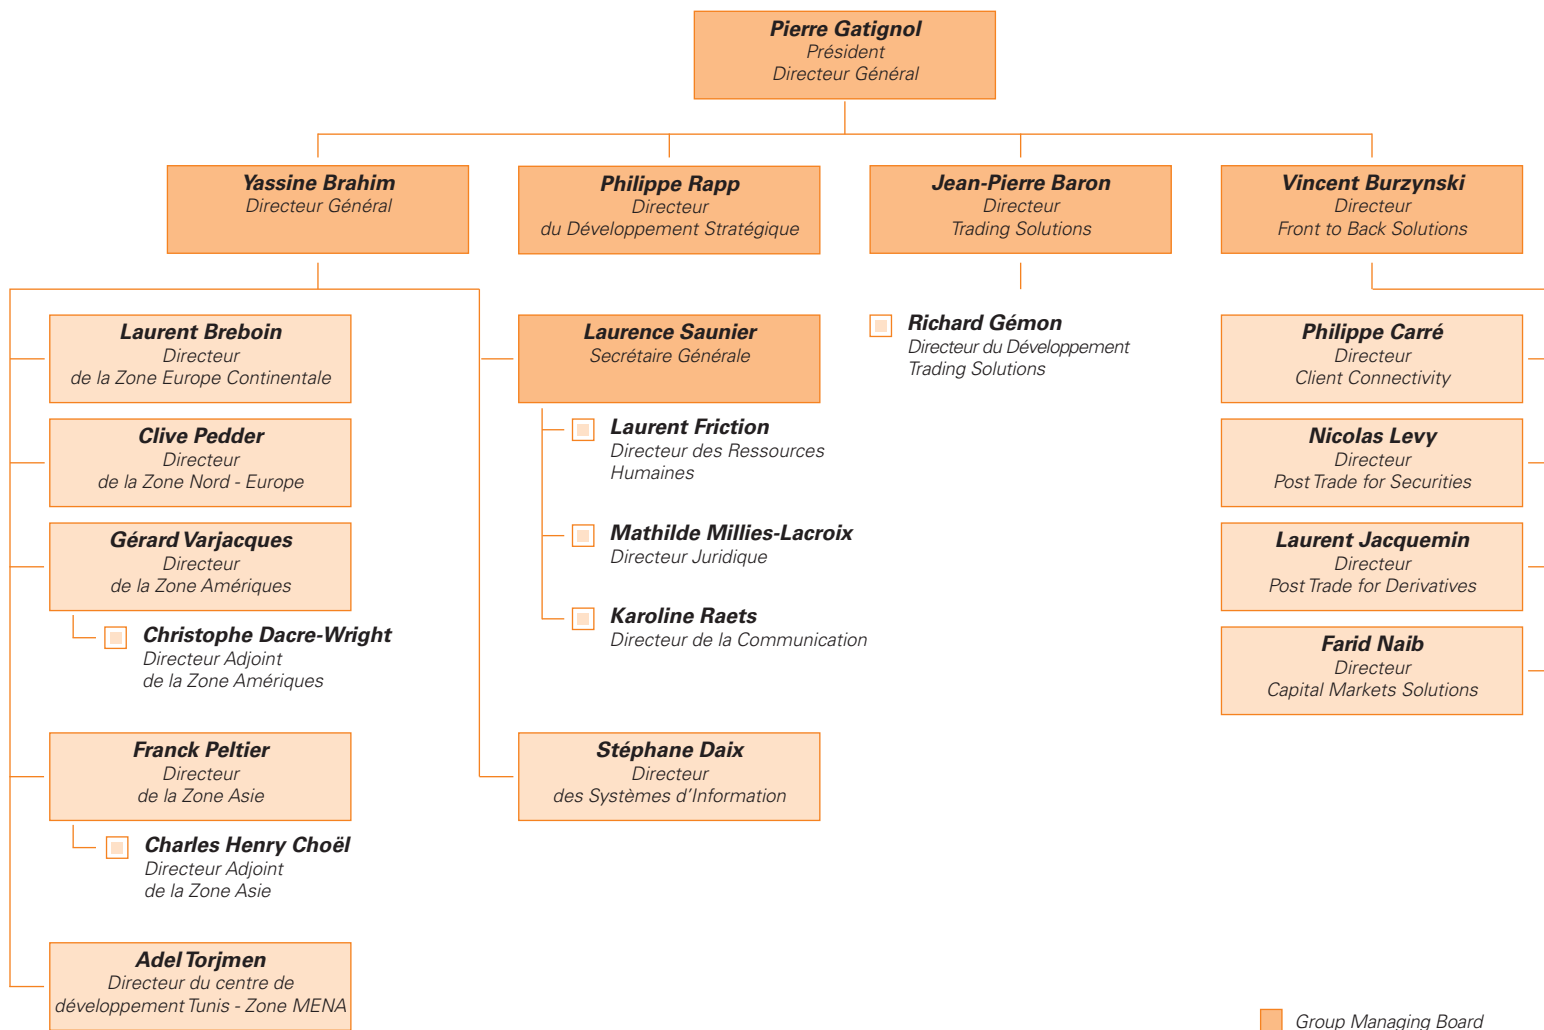 Pierre Gatignol
Président
Directeur Général
Yassine Brahim
Directeur Général
Philippe Rapp
Directeur
du Développement Stratégique
Jean-Pierre Baron
Directeur
Trading Solutions
Vincent Burzynski
Directeur
Front to Back Solutions
Laurent Breboin
Directeur
de la Zone Europe Continentale
Clive Pedder
Directeur
de la Zone Nord - Europe
Gérard Varjacques
Directeur
de la Zone Amériques
Christophe Dacre-Wright
Directeur Adjoint
de la Zone Amériques
Franck Peltier
Directeur
de la Zone Asie
Charles Henry Choël
Directeur Adjoint
de la Zone Asie
Adel Torjmen
Directeur du centre de
développement Tunis - Zone MENA
Laurence Saunier
Secrétaire Générale
Laurent Friction
Directeur des Ressources
Humaines
Mathilde Millies-Lacroix
Directeur Juridique
Karoline Raets
Directeur de la Communication
Stéphane Daix
Directeur
des Systèmes d'Information
Richard Gémon
Directeur du Développement
Trading Solutions
Philippe Carré
Directeur
Client Connectivity
Nicolas Levy
Directeur
Post Trade for Securities
Laurent Jacquemin
Directeur
Post Trade for Derivatives
Farid Naib
Directeur
Capital Markets Solutions
Group Managing Board